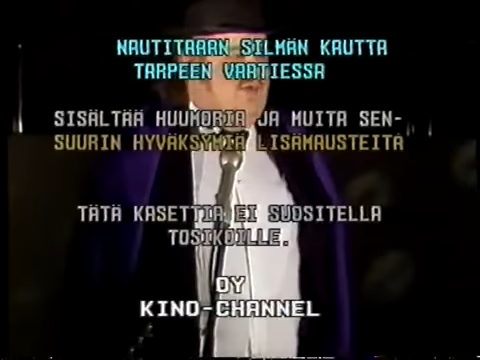 NAUTITAAN SILMÄN KAUTTA
TARPEEN VAATIESSA
SISÄLTÄÄ HUUMORIA JA MUITA SEN-
SUURIN HYVÄKSYMIÄ LISÄMAUSTEITA
TÄTÄ KASETTIA EI SUOSITELLA
TOSIKOILLE.
OY
KINO-CHANNEL